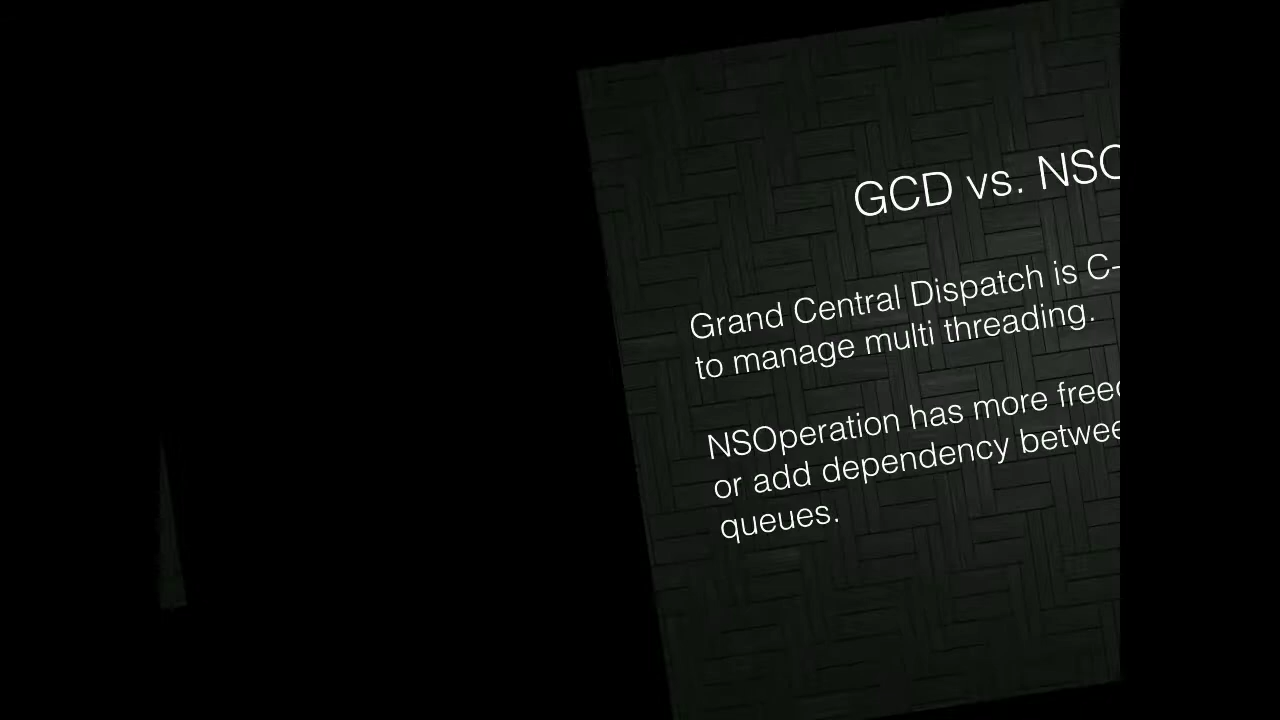 GCD vs. NSO
Grand Central Dispatch is C-
to manage multi threading.
NSOperation has more free
or add dependency betwee
queues.